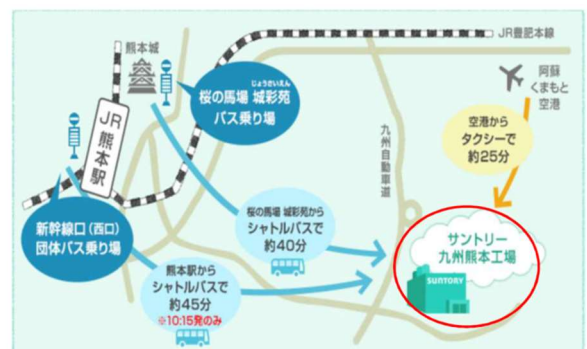 JR豊肥本線
熊本城
じょうさいえん
桜の馬場 城彩苑
バス乗り場
阿蘇
くまもと
空港
JR熊本駅
空港から
タクシーで
約25分
九州自動車道
新幹線口(西口)
団体バス乗り場
桜の馬場 城彩苑から
シャトルバスで
約40分
サントリー
九州熊本工場
SUNTORY
熊本駅から
シャトルバスで
約45分
※10:15発のみ